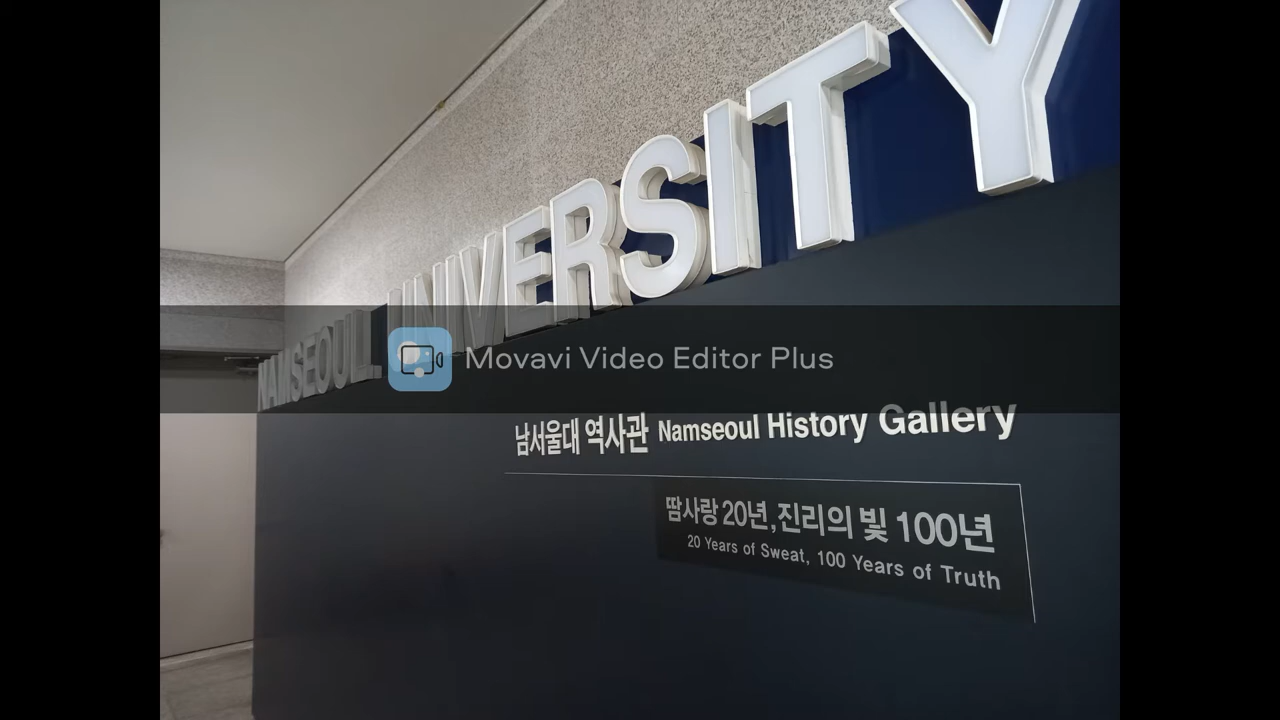 NAMSEOUL UNIVERSITY
Movavi Video Editor Plus
남서울대 역사관 Namseoul History Gallery
땀사랑 20년, 진리의 빛 100년
20 Years of Sweat, 100 Years of Truth